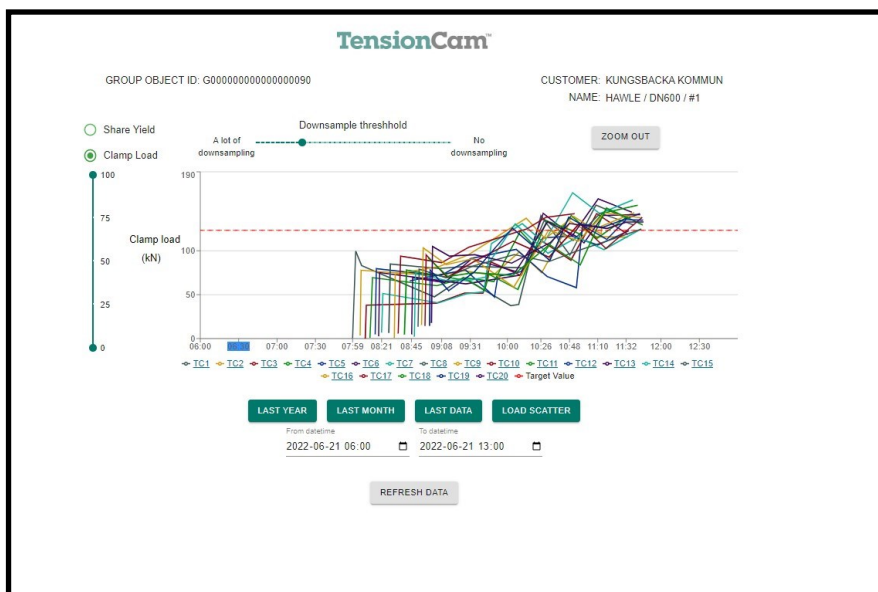 TensionCam™
GROUP OBJECT ID: G00000000000000090
CUSTOMER: KUNGSBACKA KOMMUN
NAME: HAWLE / DN600 / #1
Share Yield
Clamp Load
Downsample threshhold
A lot of
downsampling
No
downsampling
ZOOM OUT
100
75
50
25
0
Clamp load
(kN)
190
100
50
0
06:00 06:30 07:00 07:30 07:59 08:21 08:45 09:08 09:31 10:00 10:26 10:48 11:10 11:32 12:00 12:30
TC1 TC2 TC3 TC4 TC5 TC6 TC7 TC8 TC9 TC10 TC11 TC12 TC13 TC14 TC15
TC16 TC17 TC18 TC19 TC20 Target Value
LAST YEAR LAST MONTH LAST DATA LOAD SCATTER
From datetime To datetime
2022-06-21 06:00 2022-06-21 13:00
REFRESH DATA